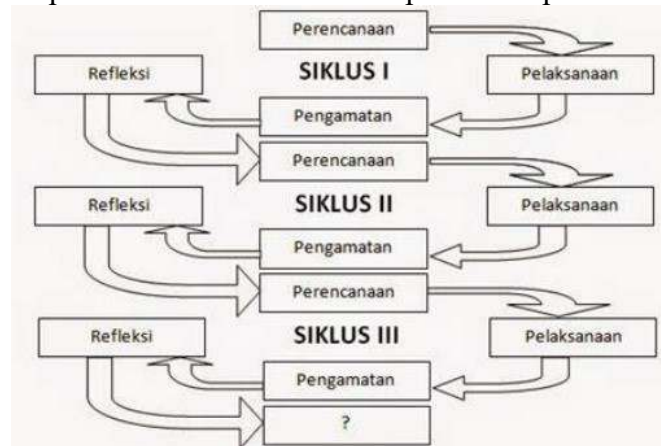 Perencanaan
Refleksi
SIKLUS I
Pelaksanaan
Pengamatan
Perencanaan
Refleksi
SIKLUS II
Pelaksanaan
Pengamatan
Perencanaan
Refleksi
SIKLUS III
Pelaksanaan
Pengamatan
?